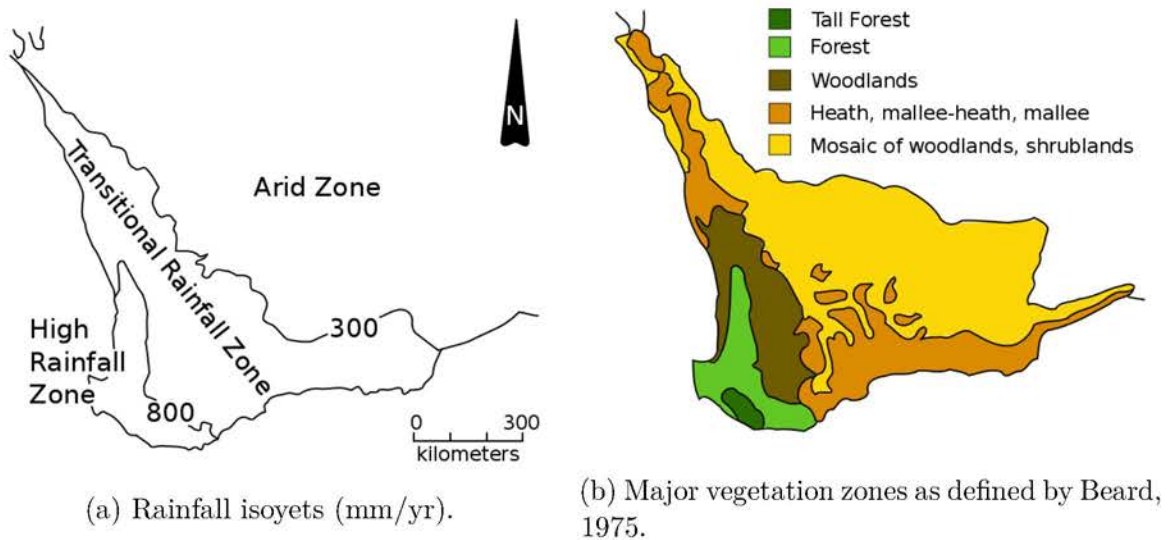 N
Transitional Rainfall Zone
Arid Zone
High
Rainfall
Zone
300
800
0 300
kilometers
(a) Rainfall isoyets (mm/yr).
Tall Forest
Forest
Woodlands
Heath, mallee-heath, mallee
Mosaic of woodlands, shrublands
(b) Major vegetation zones as defined by Beard,
1975.